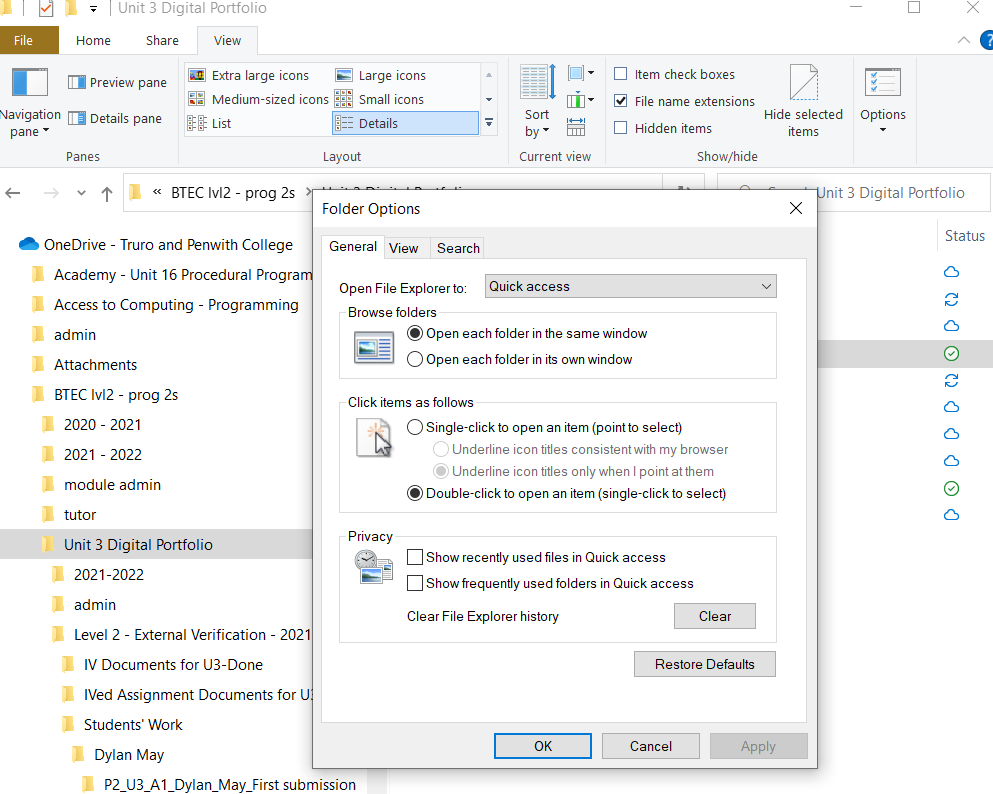 Unit 3 Digital Portfolio
File Home Share View
Extra large icons Large icons
Preview pane Item check boxes
Medium-sized icons Small icons File name extensions
Navigation pane Sort by Hide selected items Options
Details pane List Details Hidden items
Panes Layout Current view Show/hide
« BTEC lvl2 - prog 2s > Unit 3 Digital Portfolio Unit 3 Digital Portfolio
Status
OneDrive - Truro and Penwith College
Academy - Unit 16 Procedural Program
Access to Computing - Programming
admin
Attachments
BTEC lvl2 - prog 2s
2020 - 2021
2021 - 2022
module admin
tutor
Unit 3 Digital Portfolio
2021-2022
admin
Level 2 - External Verification - 2021
IV Documents for U3-Done
IVed Assignment Documents for U3
Students' Work
Dylan May
P2_U3_A1_Dylan_May_First submission
Folder Options
General View Search
Open File Explorer to: Quick access
Browse folders
Open each folder in the same window
Open each folder in its own window
Click items as follows
Single-click to open an item (point to select)
Underline icon titles consistent with my browser
Underline icon titles only when I point at them
Double-click to open an item (single-click to select)
Privacy
Show recently used files in Quick access
Show frequently used folders in Quick access
Clear File Explorer history Clear
Restore Defaults
OK Cancel Apply